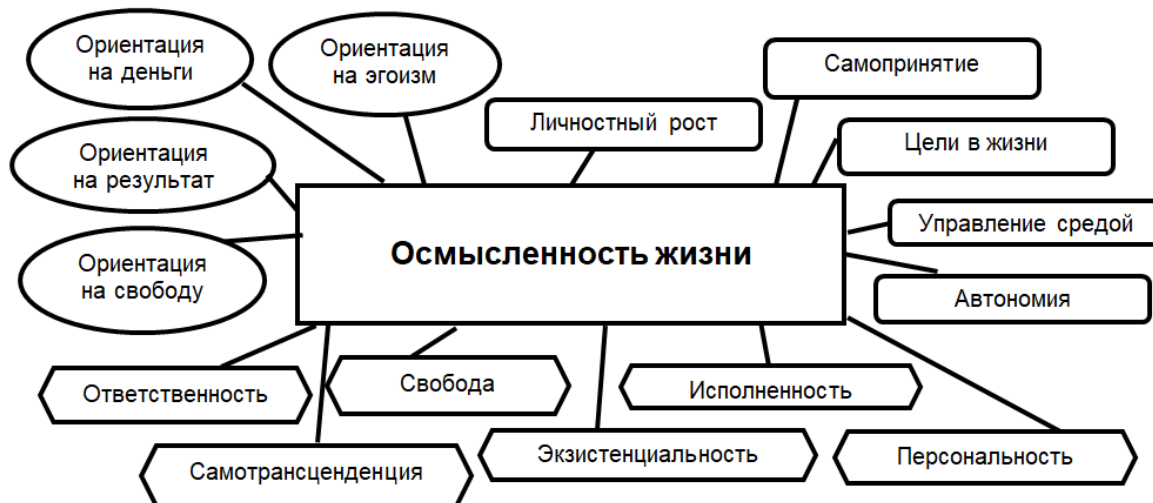 Ориентация
на деньги
Ориентация
на эгоизм
Самопринятие
Личностный рост
Цели в жизни
Ориентация
на результат
Управление средой
Осмысленность жизни
Ориентация
на свободу
Автономия
Ответственность
Свобода
Исполненность
Самотрансценденция
Экзистенциальность
Персональность